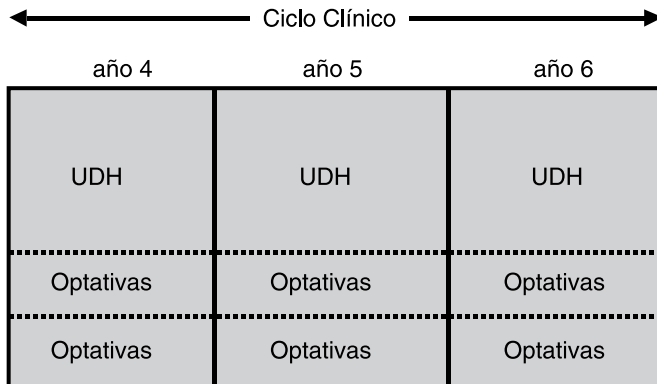 Ciclo Clínico
año 4 año 5 año 6
UDH UDH UDH
Optativas Optativas Optativas
Optativas Optativas Optativas